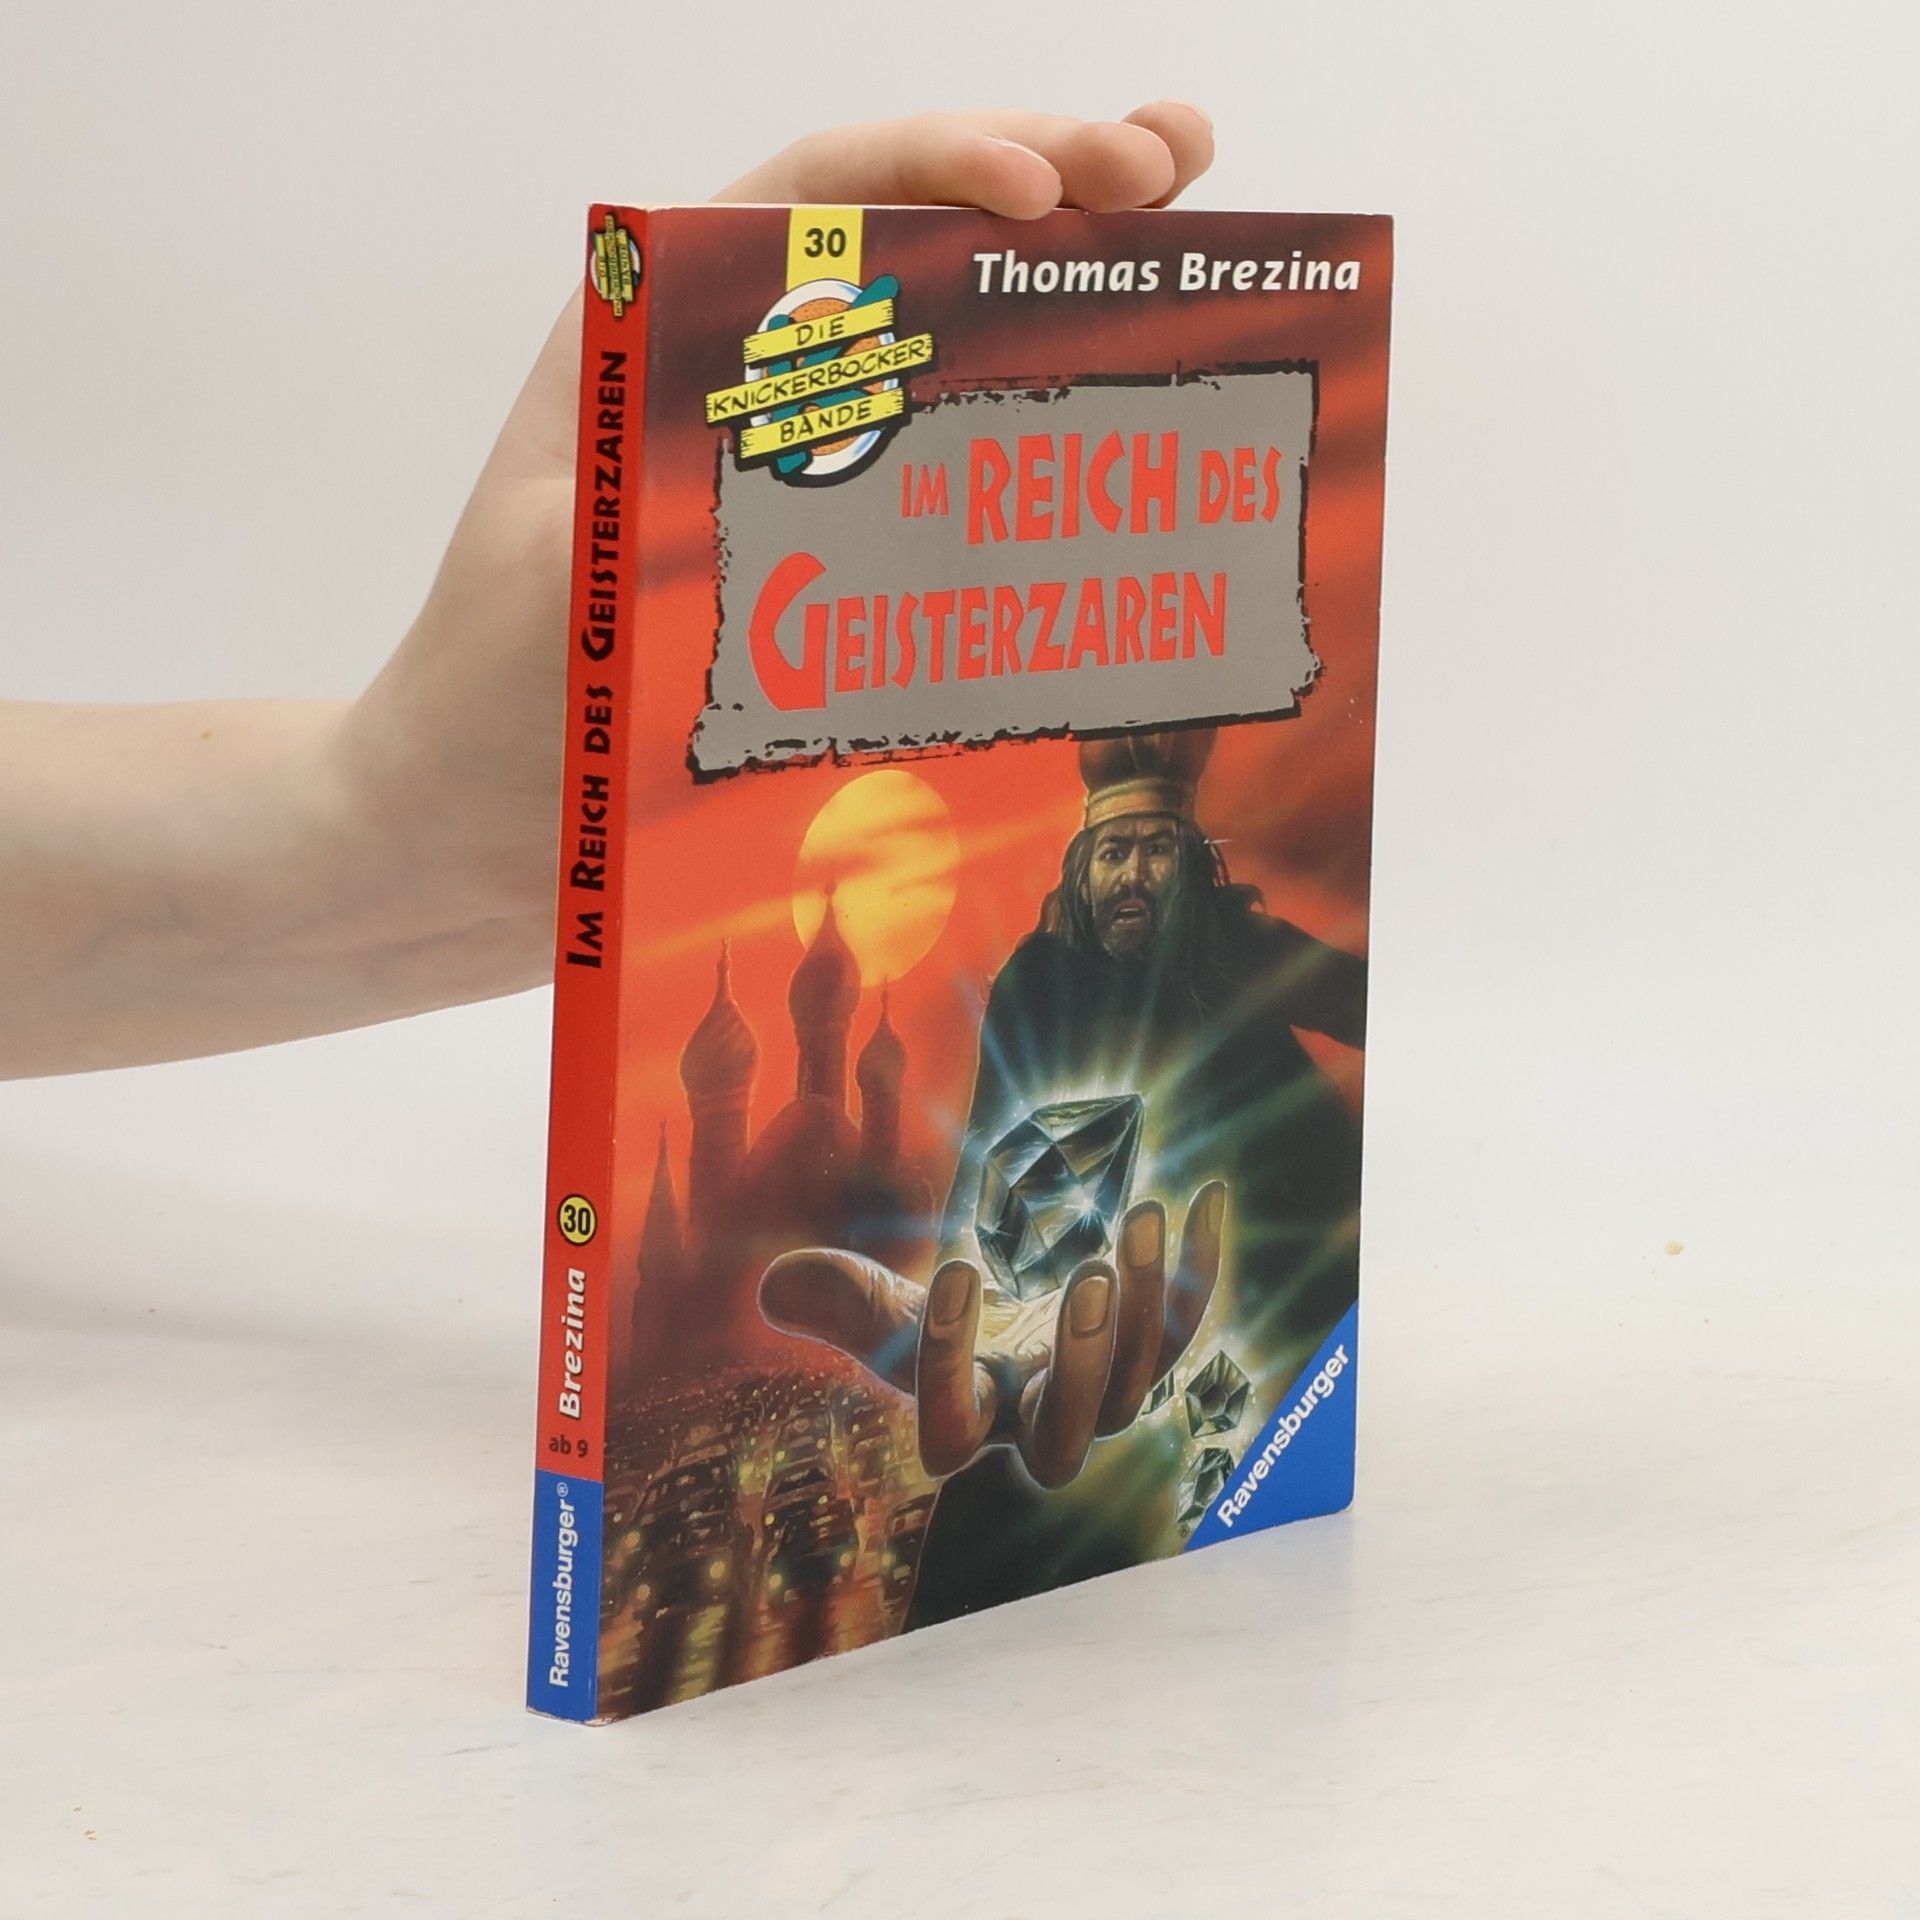 30
Thomas Brezina
DIE
KNICKERBOCKER-
BANDE
IM REICH DES
GEISTERZAREN
Ravensburger
IM REICH DES GEISTERZAREN
30
Brezina
ab 9
Ravensburger®